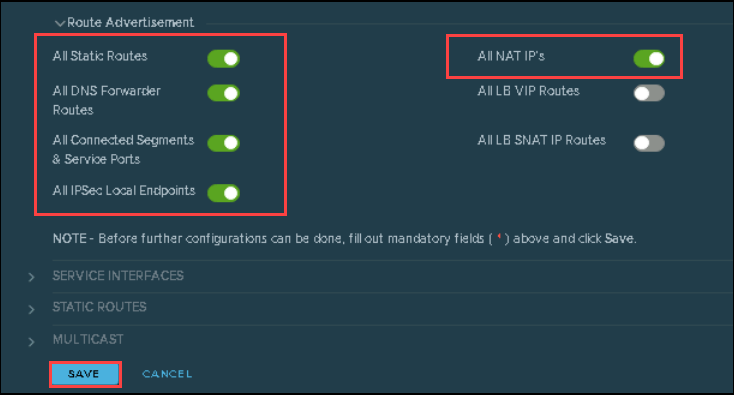 Route Advertisement
All Static Routes
All NAT IP's
All DNS Forwarder
Routes
All LB VIP Routes
All Connected Segments
& Service Ports
All LB SNAT IP Routes
All IPSec Local Endpoints
NOTE - Before further configurations can be done, fill out mandatory fields ( * ) above and click Save.
SERVICE INTERFACES
STATIC ROUTES
MULTICAST
SAVE
CANCEL